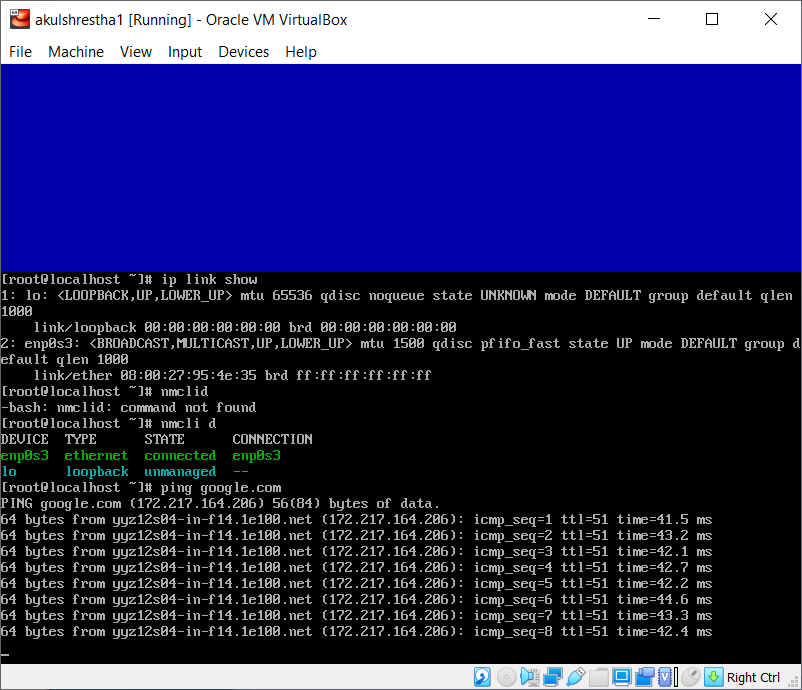 akulshrestha1 [Running] - Oracle VM VirtualBox
File Machine View Input Devices Help
[root@localhost ~]# ip link show
1: lo: <LOOPBACK,UP,LOWER_UP> mtu 65536 qdisc noqueue state UNKNOWN mode DEFAULT group default qlen
1000
    link/loopback 00:00:00:00:00:00 brd 00:00:00:00:00:00
2: enp0s3: <BROADCAST,MULTICAST,UP,LOWER_UP> mtu 1500 qdisc pfifo_fast state UP mode DEFAULT group d
efault qlen 1000
    link/ether 08:00:27:95:4e:35 brd ff:ff:ff:ff:ff:ff
[root@localhost ~]# nmclid
-bash: nmclid: command not found
[root@localhost ~]# nmcli d
DEVICE  TYPE      STATE      CONNECTION
enp0s3  ethernet  connected  enp0s3
lo      loopback  unmanaged  --
[root@localhost ~]# ping google.com
PING google.com (172.217.164.206) 56(84) bytes of data.
64 bytes from yyz12s04-in-f14.1e100.net (172.217.164.206): icmp_seq=1 ttl=51 time=41.5 ms
64 bytes from yyz12s04-in-f14.1e100.net (172.217.164.206): icmp_seq=2 ttl=51 time=43.2 ms
64 bytes from yyz12s04-in-f14.1e100.net (172.217.164.206): icmp_seq=3 ttl=51 time=42.1 ms
64 bytes from yyz12s04-in-f14.1e100.net (172.217.164.206): icmp_seq=4 ttl=51 time=42.7 ms
64 bytes from yyz12s04-in-f14.1e100.net (172.217.164.206): icmp_seq=5 ttl=51 time=42.2 ms
64 bytes from yyz12s04-in-f14.1e100.net (172.217.164.206): icmp_seq=6 ttl=51 time=44.6 ms
64 bytes from yyz12s04-in-f14.1e100.net (172.217.164.206): icmp_seq=7 ttl=51 time=43.3 ms
64 bytes from yyz12s04-in-f14.1e100.net (172.217.164.206): icmp_seq=8 ttl=51 time=42.4 ms
Right Ctrl